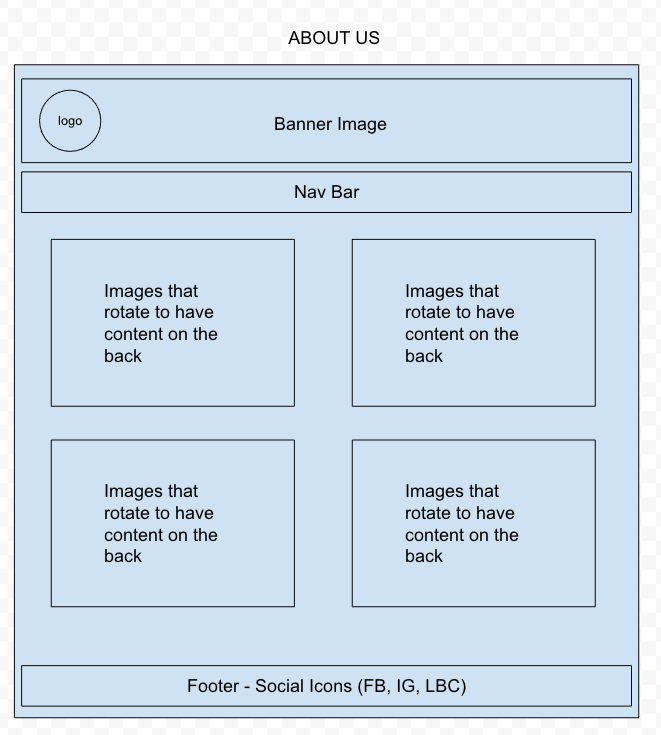 ABOUT US
logo
Banner Image
Nav Bar
Images that
rotate to have
content on the
back
Images that
rotate to have
content on the
back
Images that
rotate to have
content on the
back
Images that
rotate to have
content on the
back
Footer - Social Icons (FB, IG, LBC)